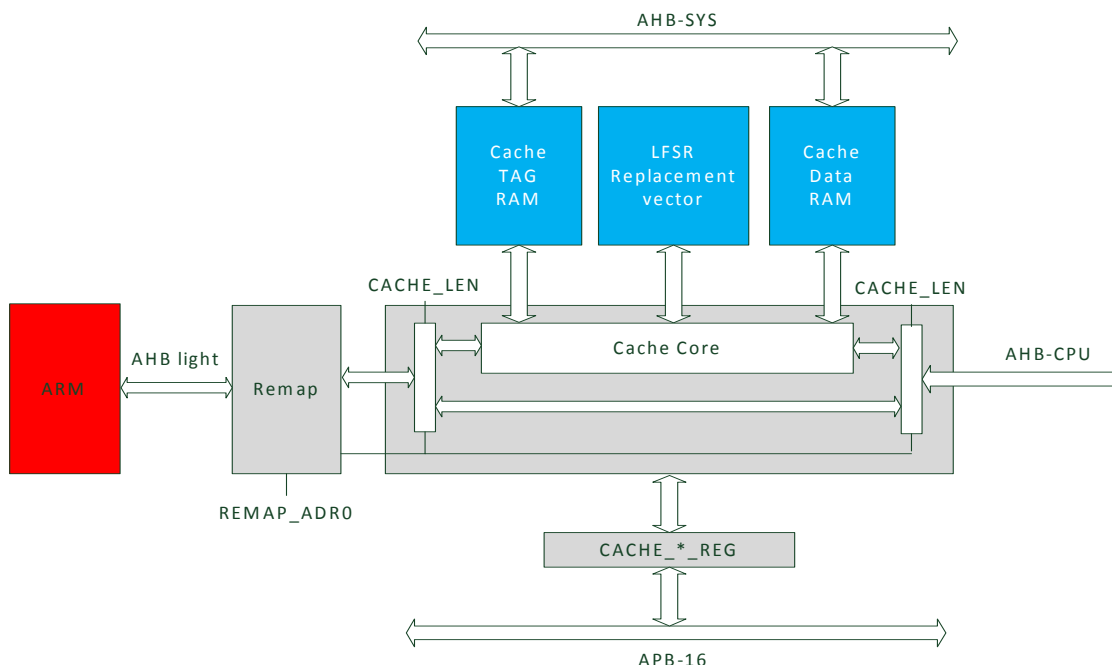 AHB-SYS
Cache
TAG
RAM
LFSR
Replacement
vector
Cache
Data
RAM
CACHE_LEN
CACHE_LEN
AHB light
ARM
Remap
Cache Core
AHB-CPU
REMAP_ADR0
CACHE_*_REG
APB-16